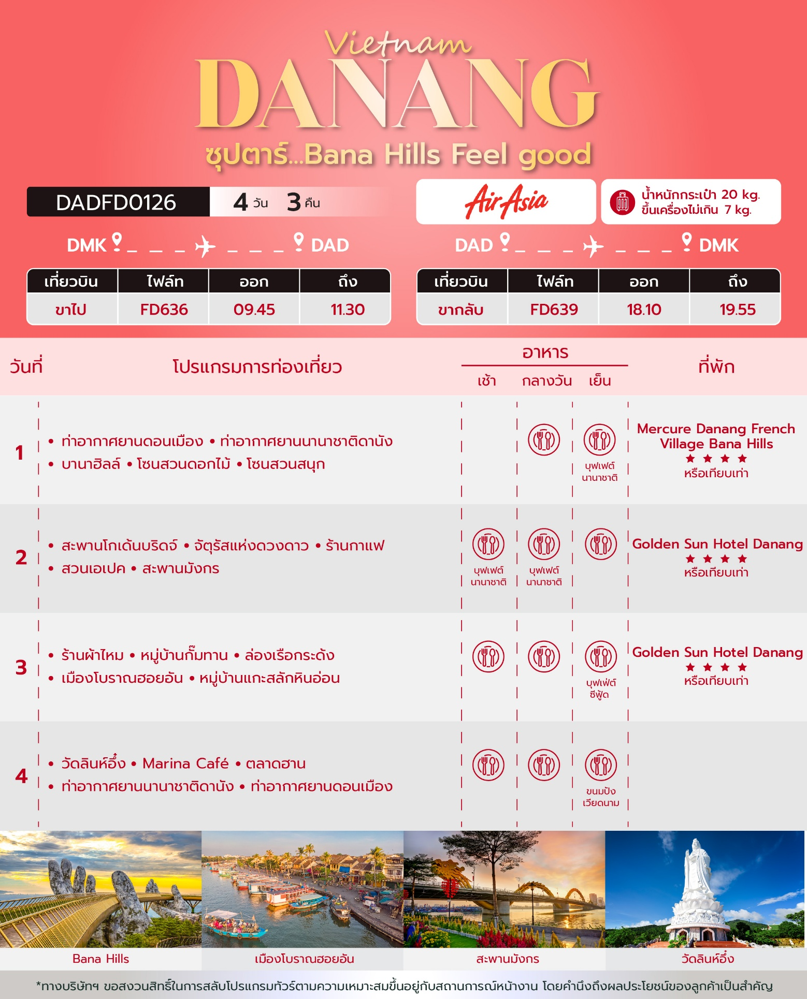 Vietnam
DANANG
ซุปตาร์...Bana Hills Feel good
DADFD0126 4 วัน 3 คืน
AirAsia
น้ำหนักกระเป๋า 20 kg.
ขึ้นเครื่องไม่เกิน 7 kg.
DMK DAD
เที่ยวบิน ไฟล์ท ออก ถึง
ขาไป FD636 09.45 11.30
DAD DMK
เที่ยวบิน ไฟล์ท ออก ถึง
ขากลับ FD639 18.10 19.55
วันที่ โปรแกรมการท่องเที่ยว อาหาร ที่พัก
เช้า กลางวัน เย็น
1
• ท่าอากาศยานดอนเมือง • ท่าอากาศยานนานาชาติดานัง
• บานาฮิลล์ • โซนสวนดอกไม้ • โซนสวนสนุก
บุฟเฟต์
นานาชาติ
Mercure Danang French
Village Bana Hills
★ ★ ★ ★
หรือเทียบเท่า
2
• สะพานโกเด้นบริดจ์ • จัตุรัสแห่งดวงดาว • ร้านกาแฟ
• สวนเอเปค • สะพานมังกร
บุฟเฟต์
นานาชาติ
บุฟเฟต์
นานาชาติ
Golden Sun Hotel Danang
★ ★ ★ ★
หรือเทียบเท่า
3
• ร้านผ้าไหม • หมู่บ้านกั๊มทาน • ล่องเรือกระด้ง
• เมืองโบราณฮอยอัน • หมู่บ้านแกะสลักหินอ่อน
บุฟเฟ่ต์
ซีฟู้ด
Golden Sun Hotel Danang
★ ★ ★ ★
หรือเทียบเท่า
4
• วัดลินห์อึ๋ง • Marina Café • ตลาดฮาน
• ท่าอากาศยานนานาชาติดานัง • ท่าอากาศยานดอนเมือง
ขนมปัง
เวียดนาม
Bana Hills
เมืองโบราณฮอยอัน
สะพานมังกร
วัดลินห์อึ๋ง
*ทางบริษัทฯ ขอสงวนสิทธิ์ในการสลับโปรแกรมทัวร์ตามความเหมาะสมขึ้นอยู่กับสถานการณ์หน้างาน โดยคำนึงถึงผลประโยชน์ของลูกค้าเป็นสำคัญ